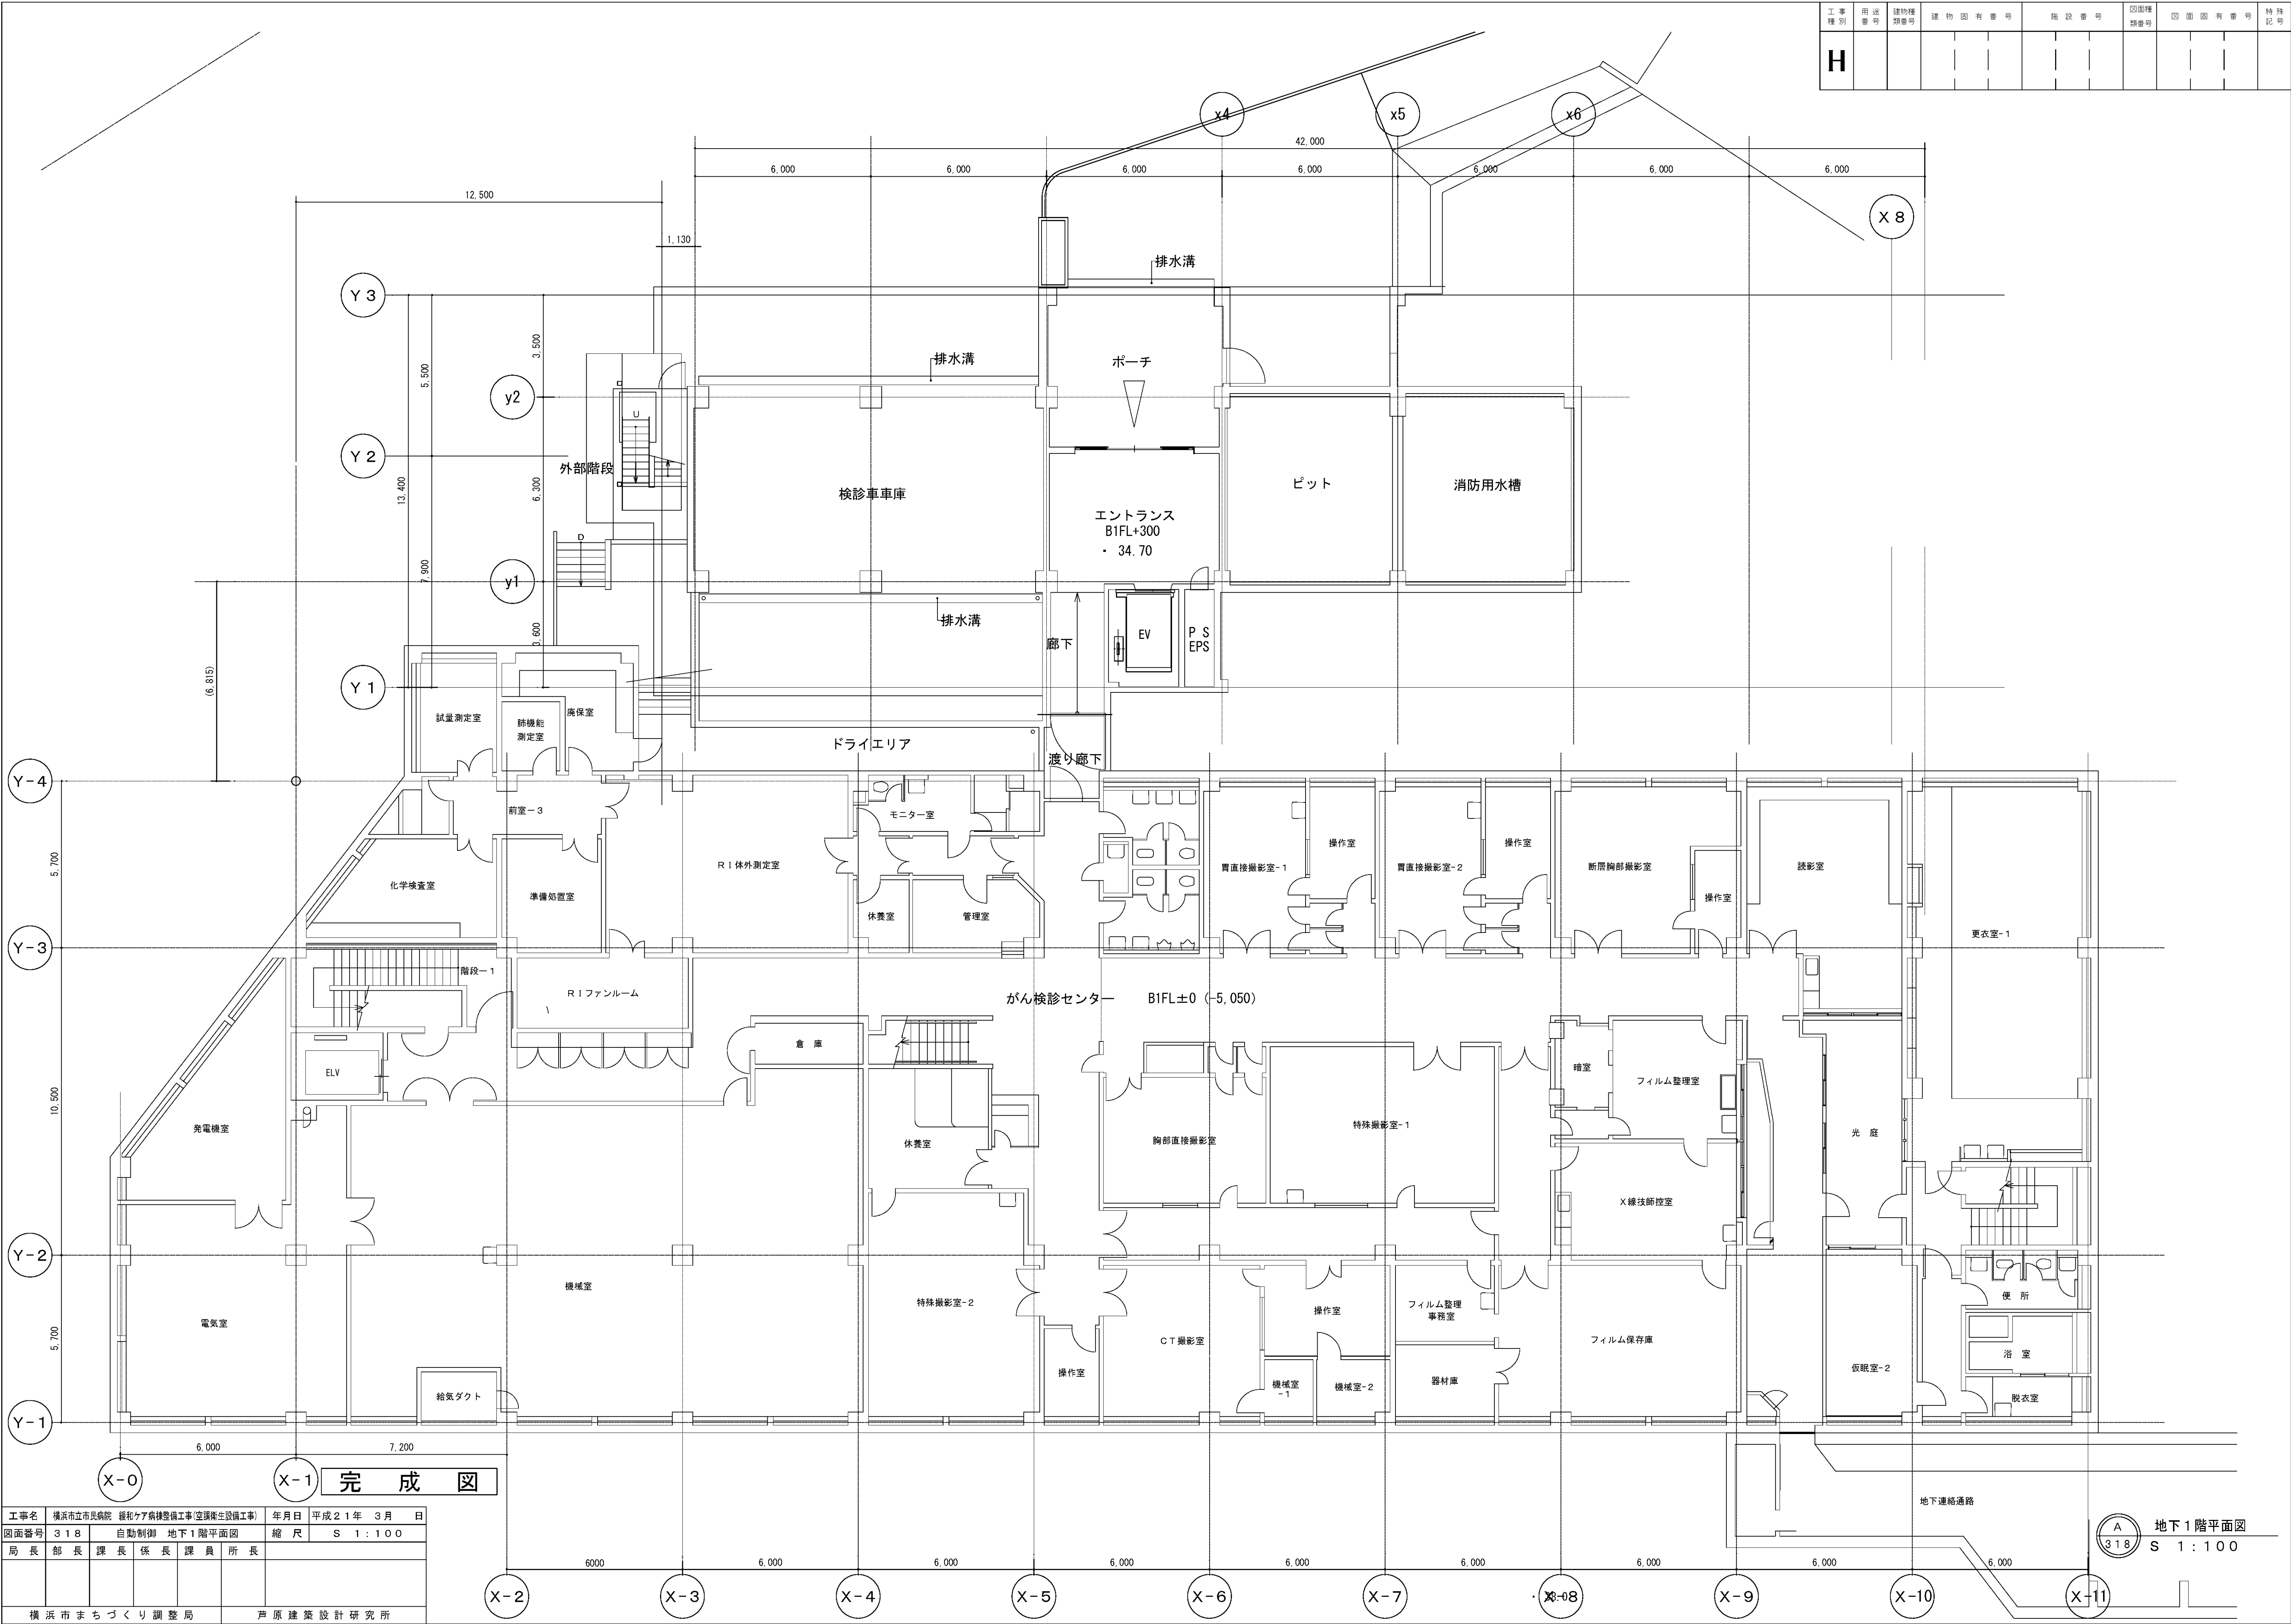 工事種別 用途番号 建物種類番号 建物固有番号 施設番号 図面種類番号 図面固有番号 特殊記号
H
x4 x5 x6
42,000
6,000 6,000 6,000 6,000 6,000 6,000 6,000
12,500
X 8
1,130
排水溝
Y 3
3,500
5,500
排水溝
ポーチ
y2
U
Y 2
外部階段
13,400
6,300
検診車車庫
ピット
消防用水槽
エントランス
B1FL+300
・ 34.70
D
7,900
y1
排水溝
3,600
廊下
EV
P S
EPS
(6,815)
Y 1
試量測定室
肺機能
測定室
廃保室
ドライエリア
渡り廊下
Y-4
前室－3
モニター室
5,700
RI体外測定室
胃直接撮影室-1
操作室
胃直接撮影室-2
操作室
断層胸部撮影室
操作室
読影室
化学検査室
準備処置室
休養室
管理室
更衣室-1
Y-3
階段－1
RIファンルーム
がん検診センター B1FL±0 (-5,050)
倉 庫
ELV
暗室
フィルム整理室
10,500
発電機室
休養室
胸部直接撮影室
特殊撮影室-1
光 庭
X線技師控室
Y-2
機械室
特殊撮影室-2
操作室
フィルム整理
事務室
便 所
電気室
5,700
CT撮影室
フィルム保存庫
浴 室
操作室
仮眠室-2
給気ダクト
機械室
-1
機械室-2
器材庫
脱衣室
Y-1
6,000 7,200
X-0 X-1
完 成 図
地下連絡通路
工事名 横浜市立市民病院 緩和ケア病棟整備工事(空調衛生設備工事) 年月日 平成21年 3月 日
図面番号 318 自動制御 地下1階平面図 縮 尺 S 1:100
局 長 部 長 課 長 係 長 課 員 所 長
横浜市まちづくり調整局 芦原建築設計研究所
A
318
地下1階平面図
S 1:100
6000 6,000 6,000 6,000 6,000 6,000 6,000 6,000 6,000
X-2 X-3 X-4 X-5 X-6 X-7 X-8 X-9 X-10 X-11